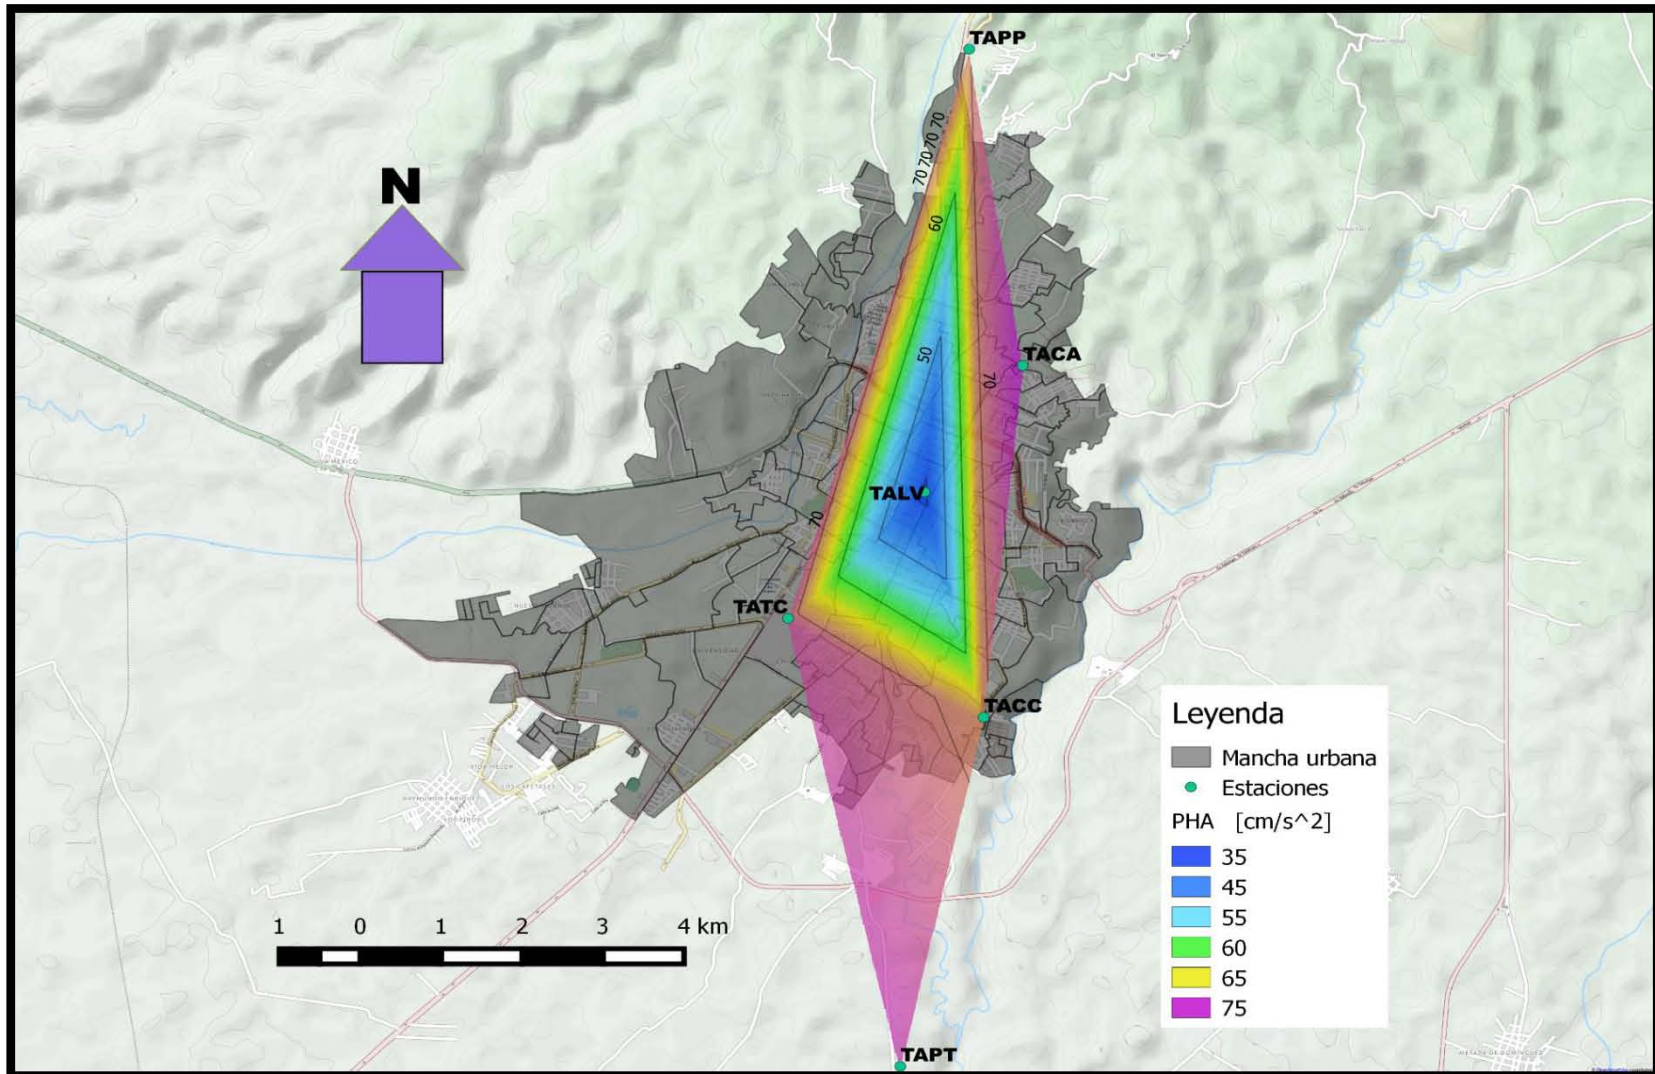 TAPP
N
70
70
70
70
60
50
TACA
70
TALV
70
TATC
TACC
Leyenda
Mancha urbana
Estaciones
PHA [cm/s^2]
35
45
55
60
65
75
1 0 1 2 3 4 km
TAPT